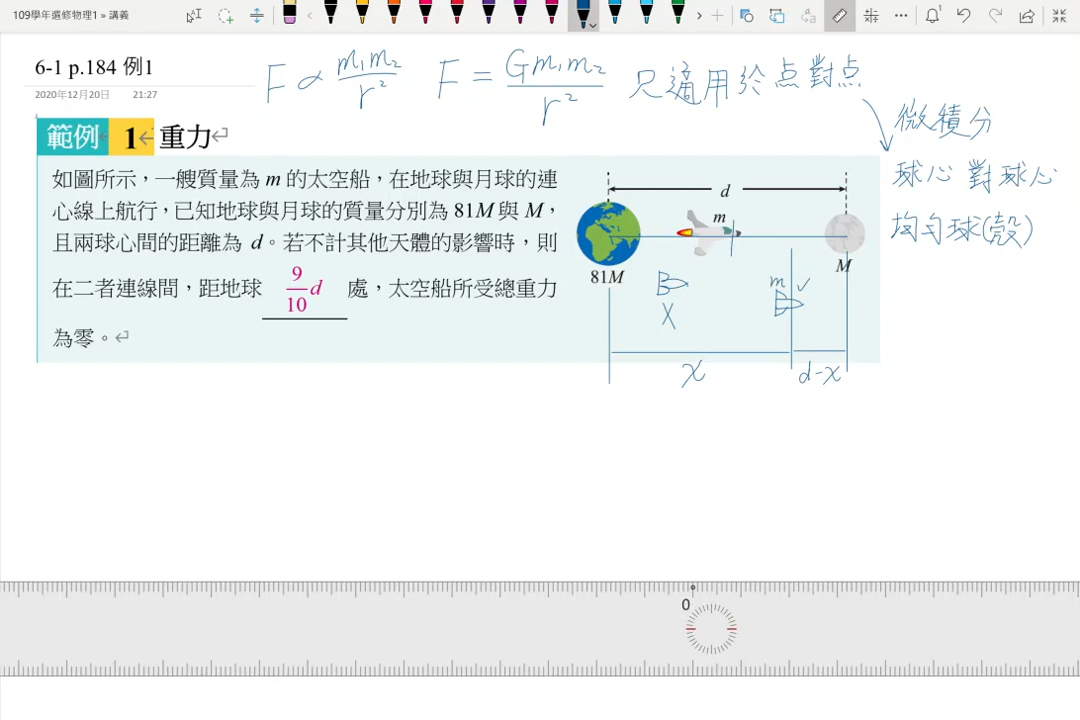 109學年選修物理1 » 講義
6-1 p.184 例1
2020年12月20日 21:27
F ∝ m₁m₂/r² F = Gm₁m₂/r² 只適用於点對点
微積分
球心 對球心
均勻球(殼)
範例 1 重力
如圖所示，一艘質量為 m 的太空船，在地球與月球的連
心線上航行，已知地球與月球的質量分別為 81M 與 M，
且兩球心間的距離為 d。若不計其他天體的影響時，則
在二者連線間，距地球 9/10 d 處，太空船所受總重力
為零。
d
m
81M
M
m ✓
X
x
d-x
0